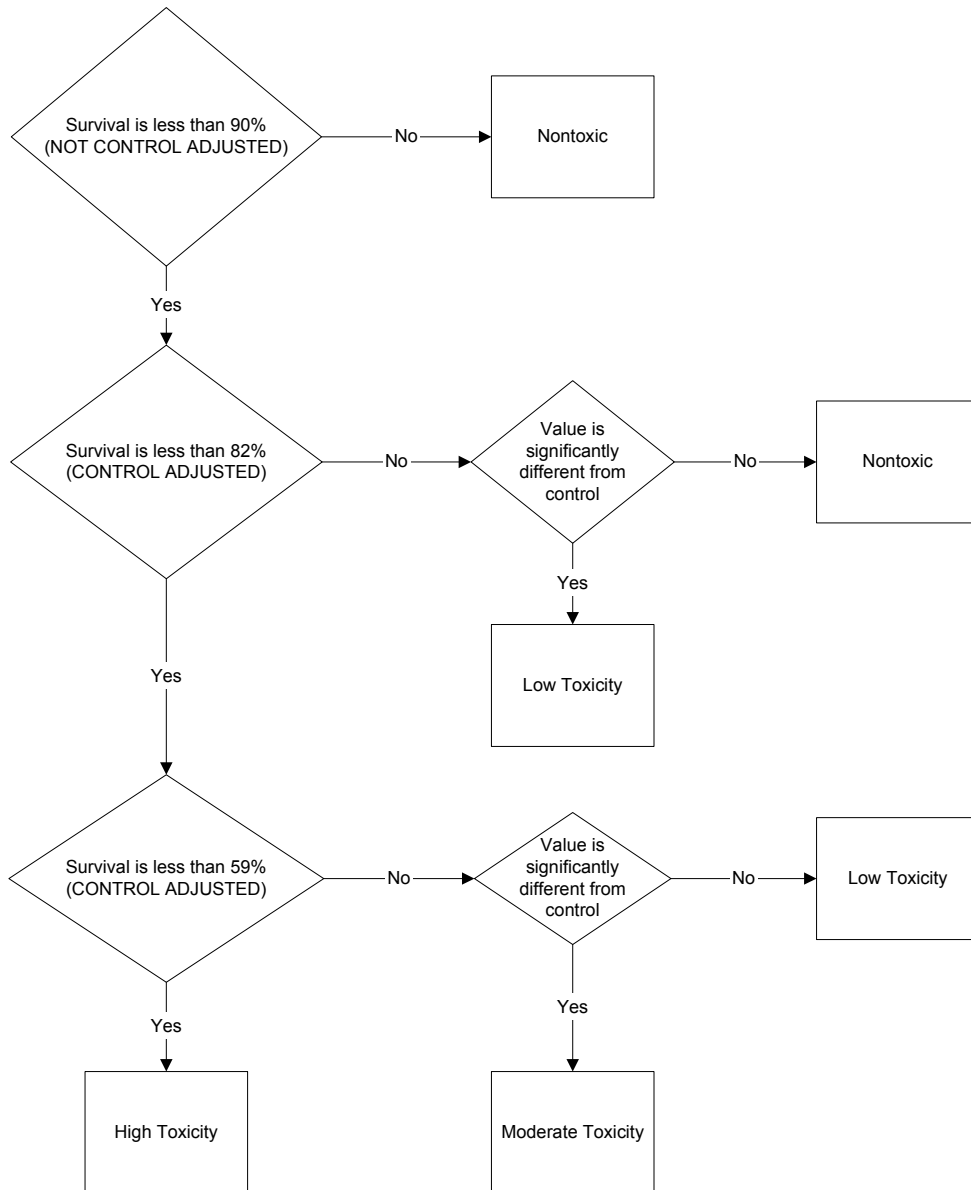 Survival is less than 90%
(NOT CONTROL ADJUSTED)
No
Nontoxic
Yes
Survival is less than 82%
(CONTROL ADJUSTED)
No
Value is
significantly
different from
control
No
Nontoxic
Yes
Low Toxicity
Yes
Survival is less than 59%
(CONTROL ADJUSTED)
No
Value is
significantly
different from
control
No
Low Toxicity
Yes
Yes
High Toxicity
Moderate Toxicity